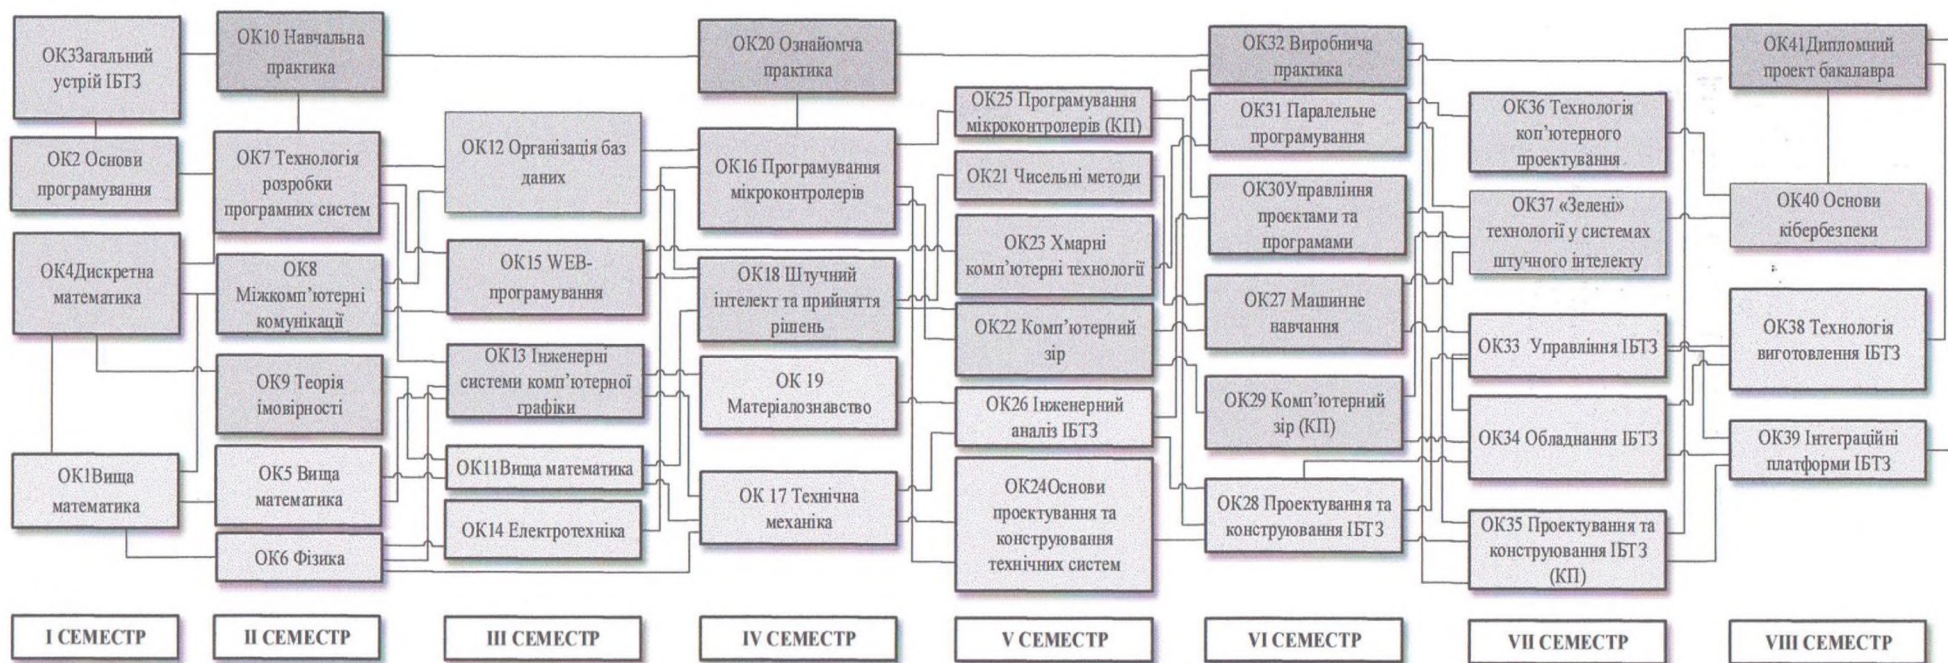 ОК3Загальний
устрій ІБТЗ
ОК2 Основи
програмування
ОК4Дискретна
математика
ОК1Вища
математика
І СЕМЕСТР
ОК10 Навчальна
практика
ОК7 Технологія
розробки
програмних систем
ОК8
Міжкомп’ютерні
комунікації
ОК9 Теорія
імовірності
ОК5 Вища
математика
ОК6 Фізика
ІІ СЕМЕСТР
ОК12 Організація баз
даних
ОК15 WEB-
програмування
ОК13 Інженерні
системи комп’ютерної
графіки
ОК11Вища математика
ОК14 Електротехніка
ІІІ СЕМЕСТР
ОК20 Ознайомча
практика
ОК16 Програмування
мікроконтролерів
ОК18 Штучний
інтелект та прийняття
рішень
ОК 19
Матеріалознавство
ОК 17 Технічна
механіка
IV СЕМЕСТР
ОК25 Програмування
мікроконтролерів (КП)
ОК21 Чисельні методи
ОК23 Хмарні
комп’ютерні технології
ОК22 Комп’ютерний
зір
ОК26 Інженерний
аналіз ІБТЗ
ОК24Основи
проектування та
конструювання
технічних систем
V СЕМЕСТР
ОК32 Виробнича
практика
ОК31 Паралельне
програмування
ОК30Управління
проєктами та
програмами
ОК27 Машинне
навчання
ОК29 Комп’ютерний
зір (КП)
ОК28 Проектування та
конструювання ІБТЗ
VI СЕМЕСТР
ОК36 Технологія
коп’ютерного
проектування
ОК37 «Зелені»
технології у системах
штучного інтелекту
ОК33 Управління ІБТЗ
ОК34 Обладнання ІБТЗ
ОК35 Проектування та
конструювання ІБТЗ
(КП)
VII СЕМЕСТР
ОК41Дипломний
проект бакалавра
ОК40 Основи
кібербезпеки
ОК38 Технологія
виготовлення ІБТЗ
ОК39 Інтеграційні
платформи ІБТЗ
VIII СЕМЕСТР